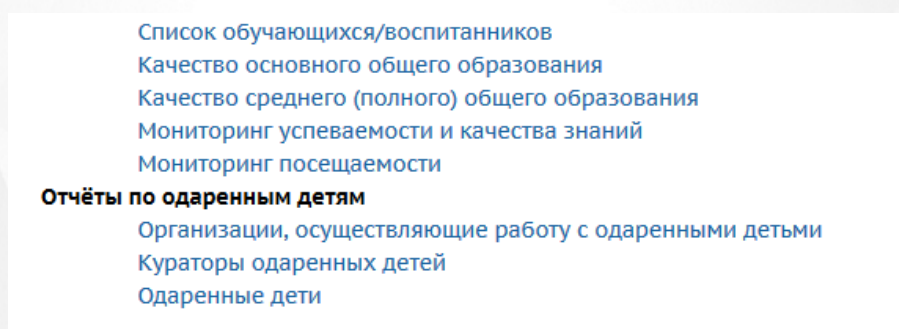 Список обучающихся/воспитанников
Качество основного общего образования
Качество среднего (полного) общего образования
Мониторинг успеваемости и качества знаний
Мониторинг посещаемости
Отчёты по одаренным детям
Организации, осуществляющие работу с одаренными детьми
Кураторы одаренных детей
Одаренные дети